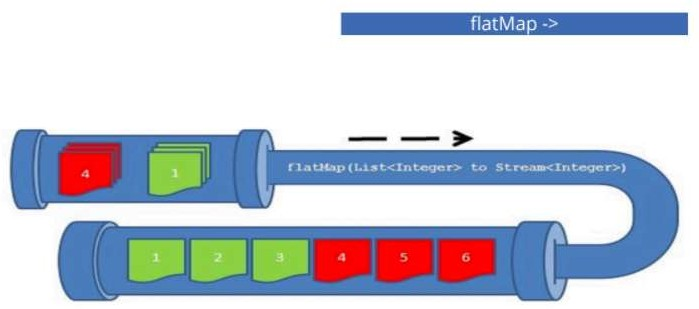 flatMap ->
4 1
flatMap(List<Integer> to Stream<Integer>)
1 2 3 4 5 6